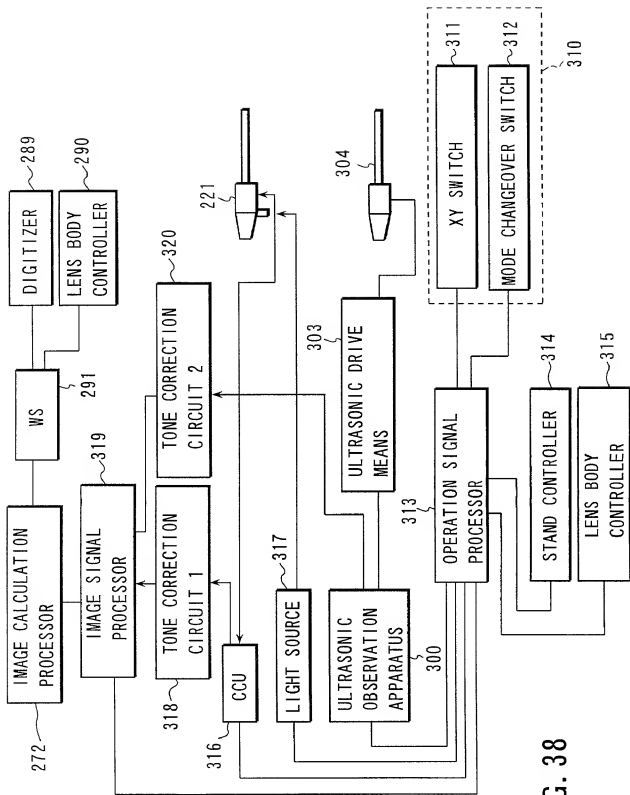 DIGITIZER
289
LENS BODY
CONTROLLER
290
WS
291
IMAGE CALCULATION
PROCESSOR
272
IMAGE SIGNAL
PROCESSOR
319
TONE CORRECTION
CIRCUIT 1
318
TONE CORRECTION
CIRCUIT 2
320
221
CCU
316
LIGHT SOURCE
317
ULTRASONIC
OBSERVATION
APPARATUS
300
ULTRASONIC DRIVE
MEANS
303
304
OPERATION SIGNAL
PROCESSOR
313
XY SWITCH
311
MODE CHANGEOVER SWITCH
312
310
STAND CONTROLLER
314
LENS BODY
CONTROLLER
315
G. 38